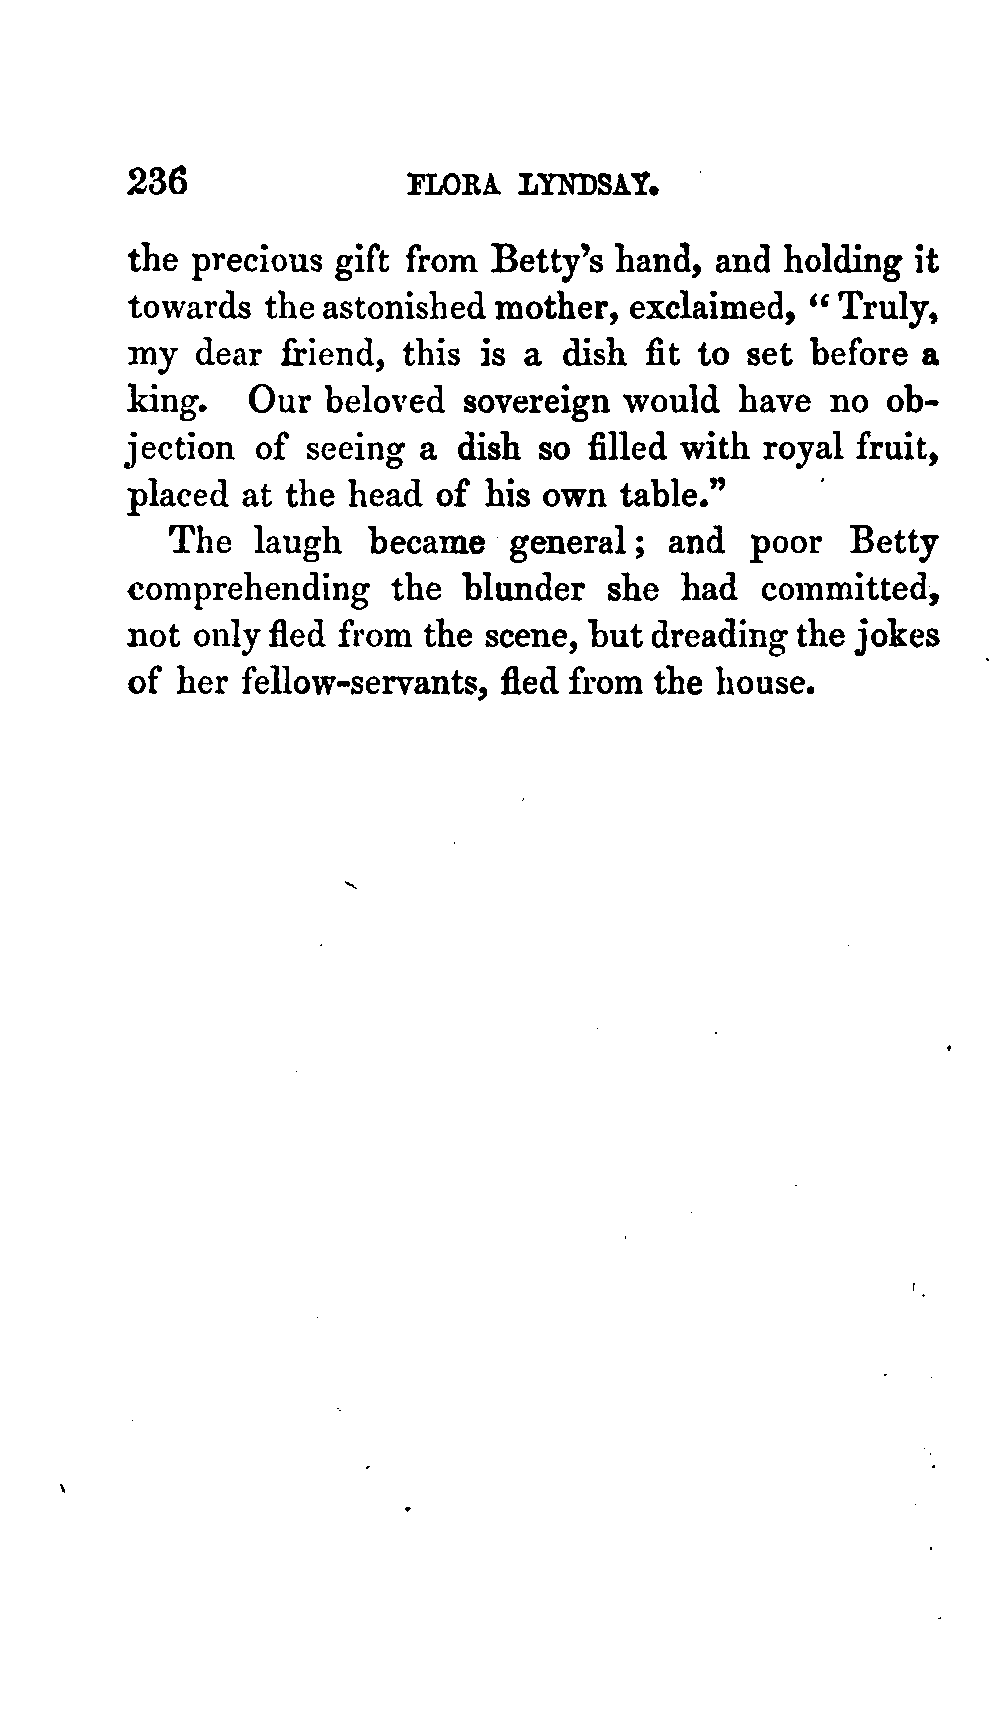 236 FLORA LYNDSAY.
the precious gift from Betty's hand, and holding it
towards the astonished mother, exclaimed, “ Truly,
my dear friend, this is a dish fit to set before a
king. Our beloved sovereign would have no ob-
jection of seeing a dish so filled with royal fruit,
placed at the head of his own table.”
The laugh became general; and poor Betty
comprehending the blunder she had committed,
not only fled from the scene, but dreading the jokes
of her fellow-servants, fled from the house.